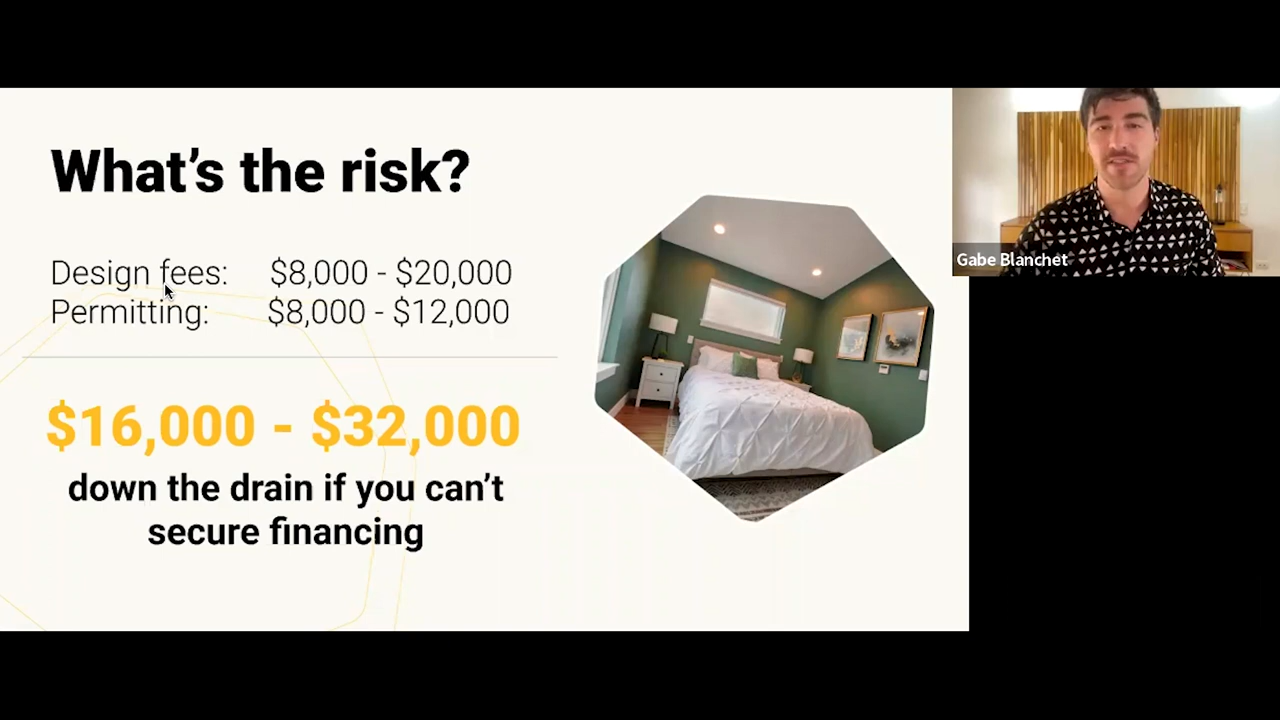 What's the risk?
Design fees: $8,000 - $20,000
Permitting: $8,000 - $12,000
$16,000 - $32,000
down the drain if you can't
secure financing
Gabe Blanchet